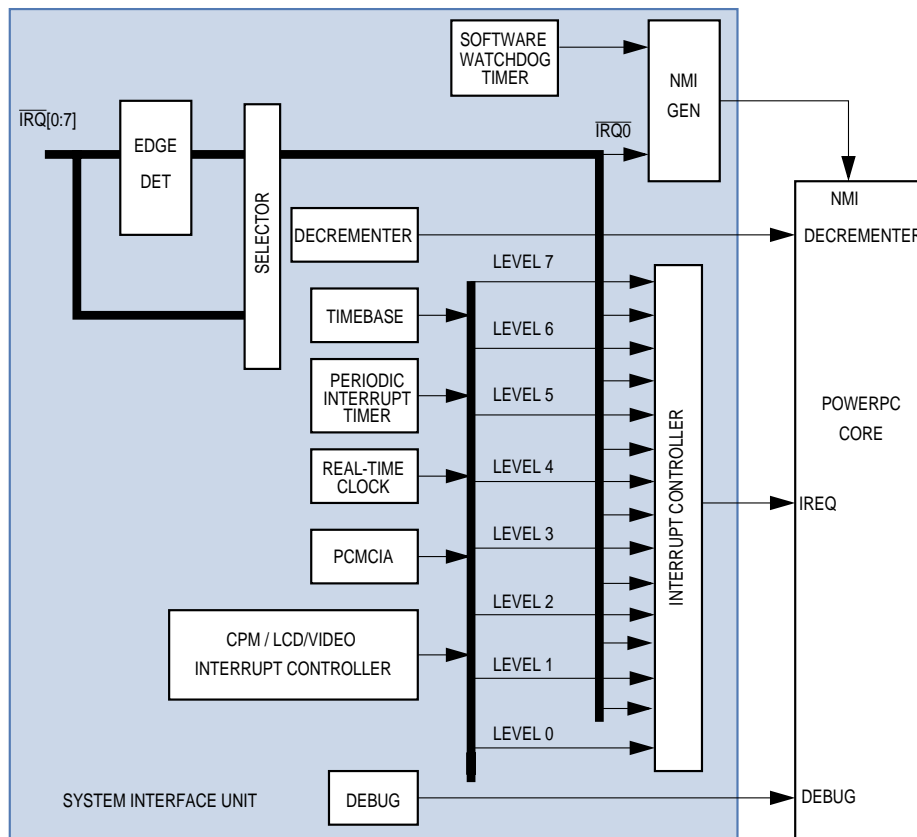 SOFTWARE
WATCHDOG
TIMER
NMI
GEN
IRQ[0:7]
EDGE
DET
SELECTOR
IRQ0
NMI
DECREMENTER
DECREMENTER
LEVEL 7
TIMEBASE
LEVEL 6
PERIODIC
INTERRUPT
TIMER
LEVEL 5
POWERPC
CORE
REAL-TIME
CLOCK
LEVEL 4
INTERRUPT CONTROLLER
IREQ
PCMCIA
LEVEL 3
LEVEL 2
CPM / LCD/VIDEO
INTERRUPT CONTROLLER
LEVEL 1
LEVEL 0
SYSTEM INTERFACE UNIT
DEBUG
DEBUG